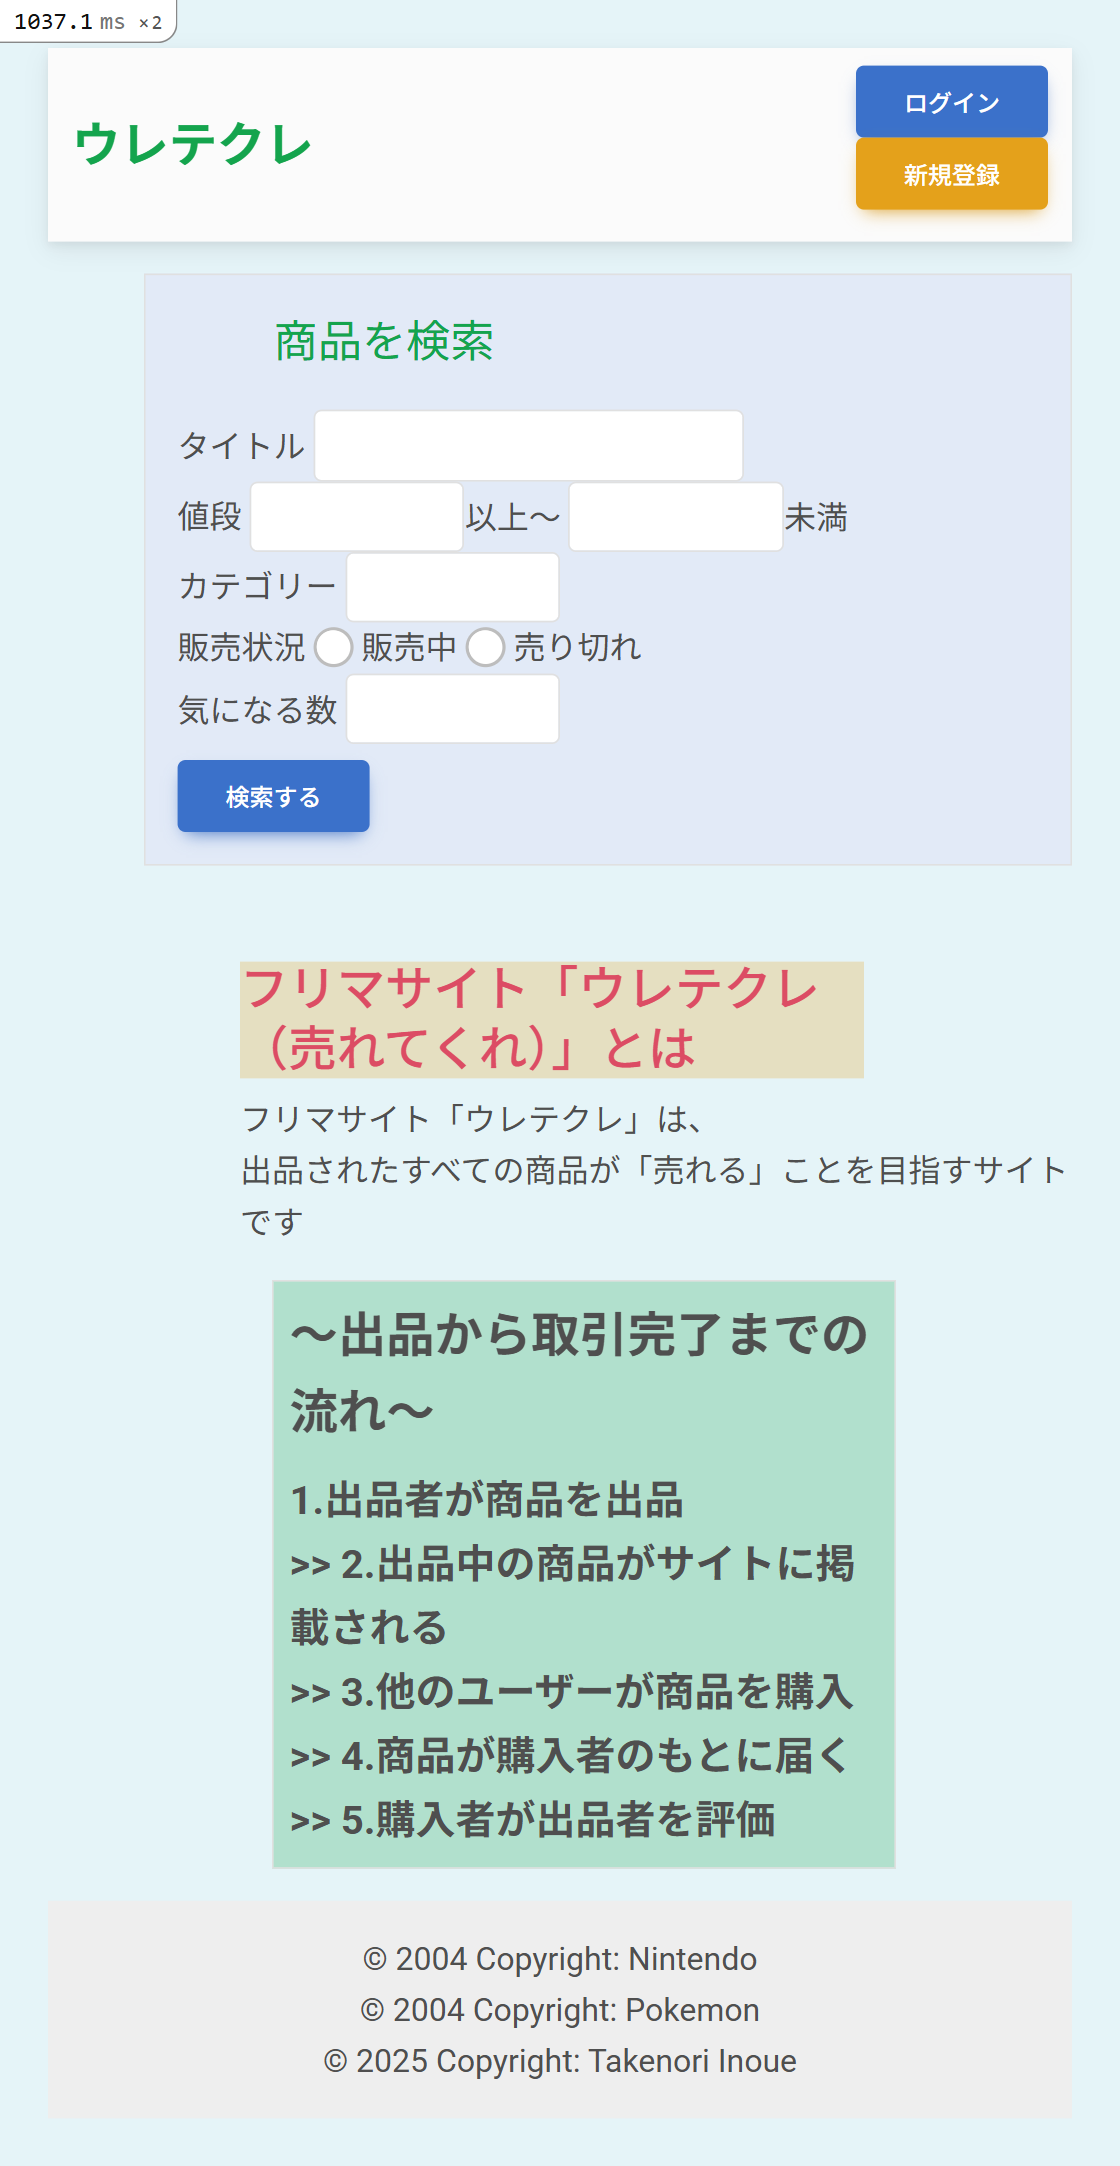 1037.1 ms ×2
ウレテクレ
ログイン
新規登録
商品を検索
タイトル
値段 以上〜 未満
カテゴリー
販売状況 販売中 売り切れ
気になる数
検索する
フリマサイト「ウレテクレ
（売れてくれ）」とは
フリマサイト「ウレテクレ」は、
出品されたすべての商品が「売れる」ことを目指すサイト
です
〜出品から取引完了までの
流れ〜
1.出品者が商品を出品
>> 2.出品中の商品がサイトに掲
載される
>> 3.他のユーザーが商品を購入
>> 4.商品が購入者のもとに届く
>> 5.購入者が出品者を評価
© 2004 Copyright: Nintendo
© 2004 Copyright: Pokemon
© 2025 Copyright: Takenori Inoue